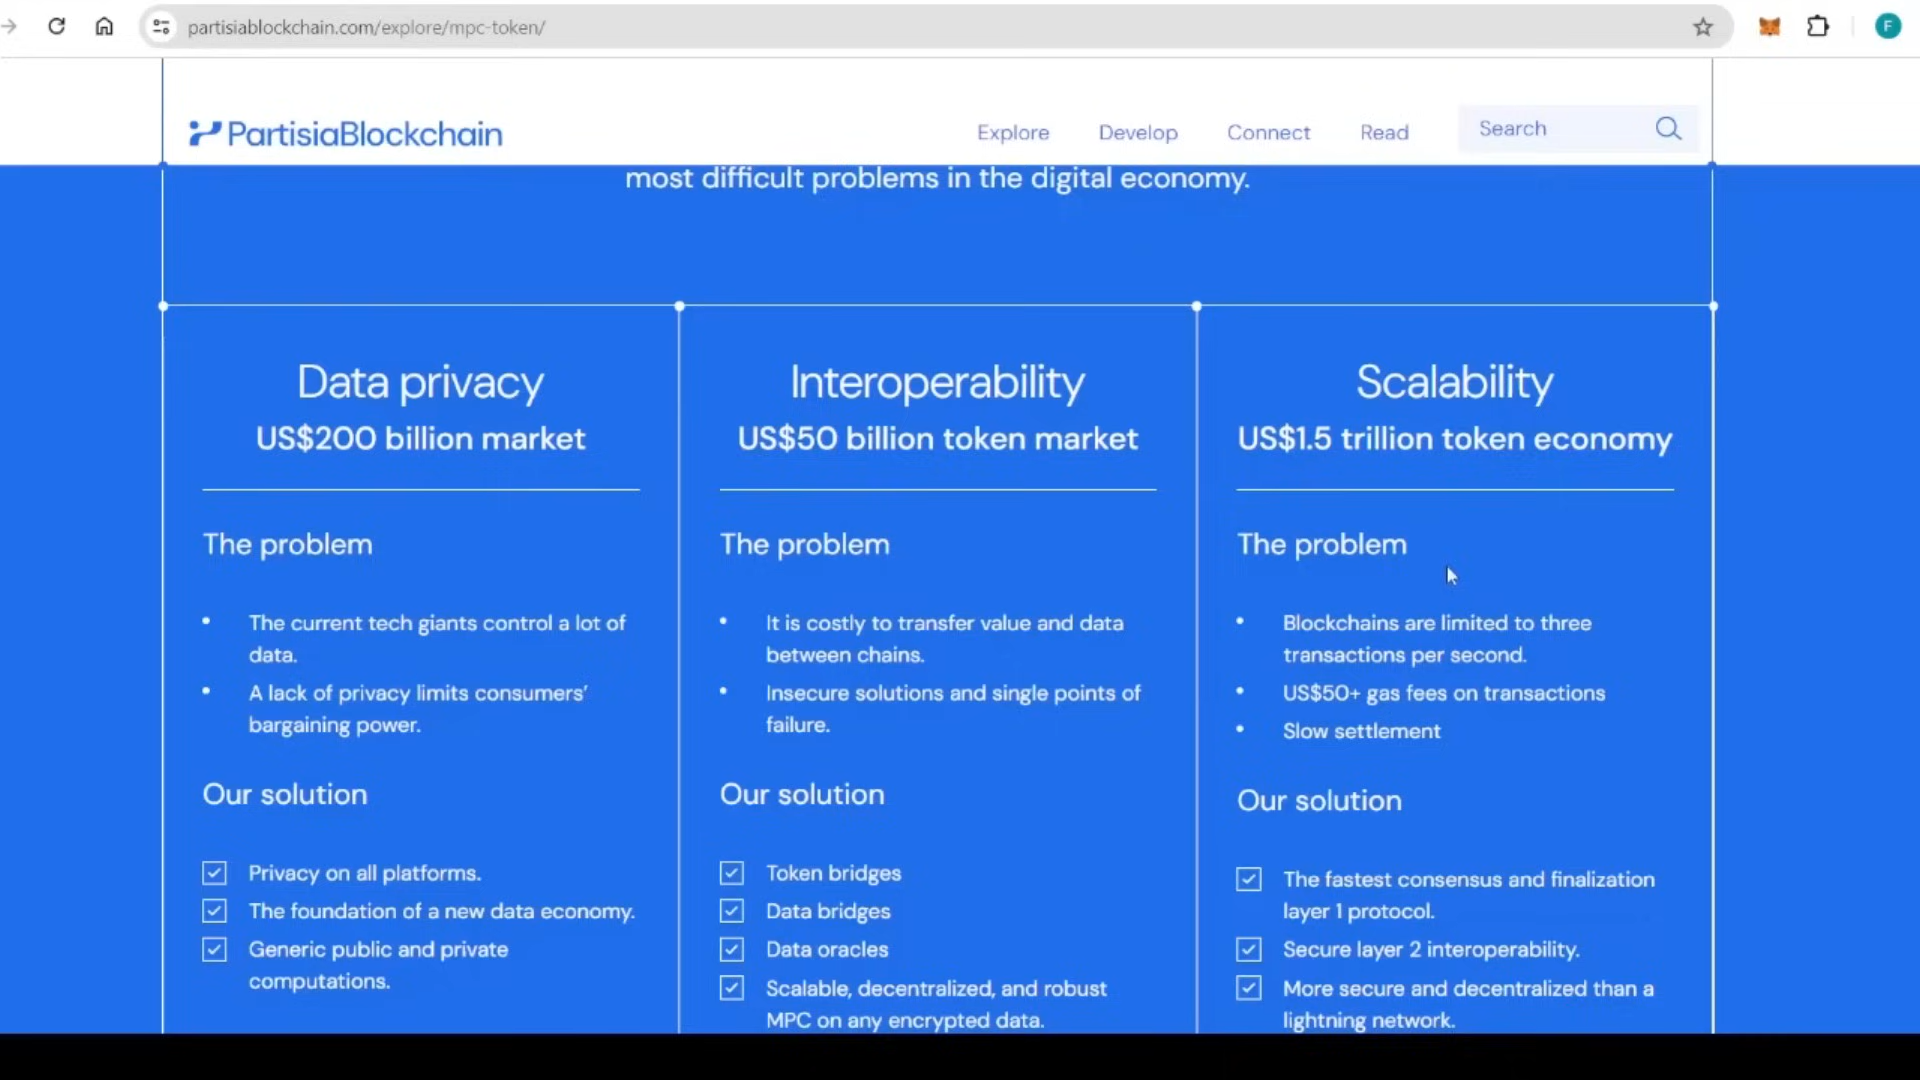 partisiablockchain.com/explore/mpc-token/
F
PartisiaBlockchain
Explore
Develop
Connect
Read
Search
most difficult problems in the digital economy.
Data privacy
US$200 billion market
The problem
The current tech giants control a lot of
data.
A lack of privacy limits consumers’
bargaining power.
Our solution
Privacy on all platforms.
The foundation of a new data economy.
Generic public and private
computations.
Interoperability
US$50 billion token market
The problem
It is costly to transfer value and data
between chains.
Insecure solutions and single points of
failure.
Our solution
Token bridges
Data bridges
Data oracles
Scalable, decentralized, and robust
MPC on any encrypted data.
Scalability
US$1.5 trillion token economy
The problem
Blockchains are limited to three
transactions per second.
US$50+ gas fees on transactions
Slow settlement
Our solution
The fastest consensus and finalization
layer 1 protocol.
Secure layer 2 interoperability.
More secure and decentralized than a
lightning network.